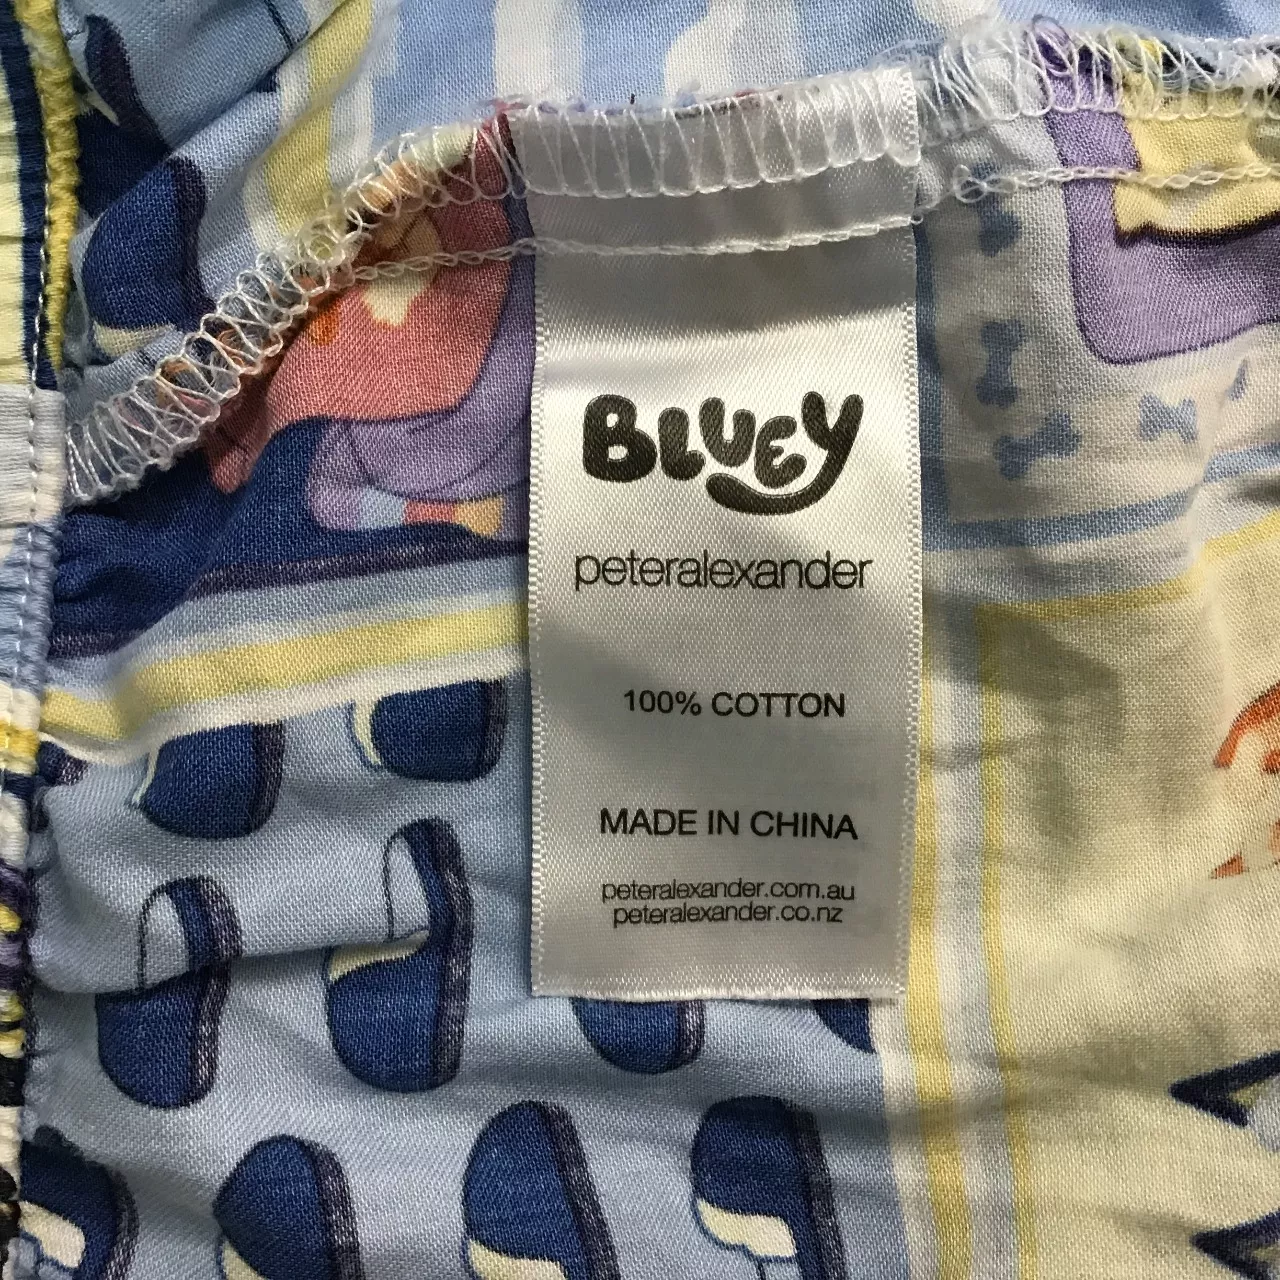 BLUEY
peteralexander
100% COTTON
MADE IN CHINA
peteralexander.com.au
peteralexander.co.nz